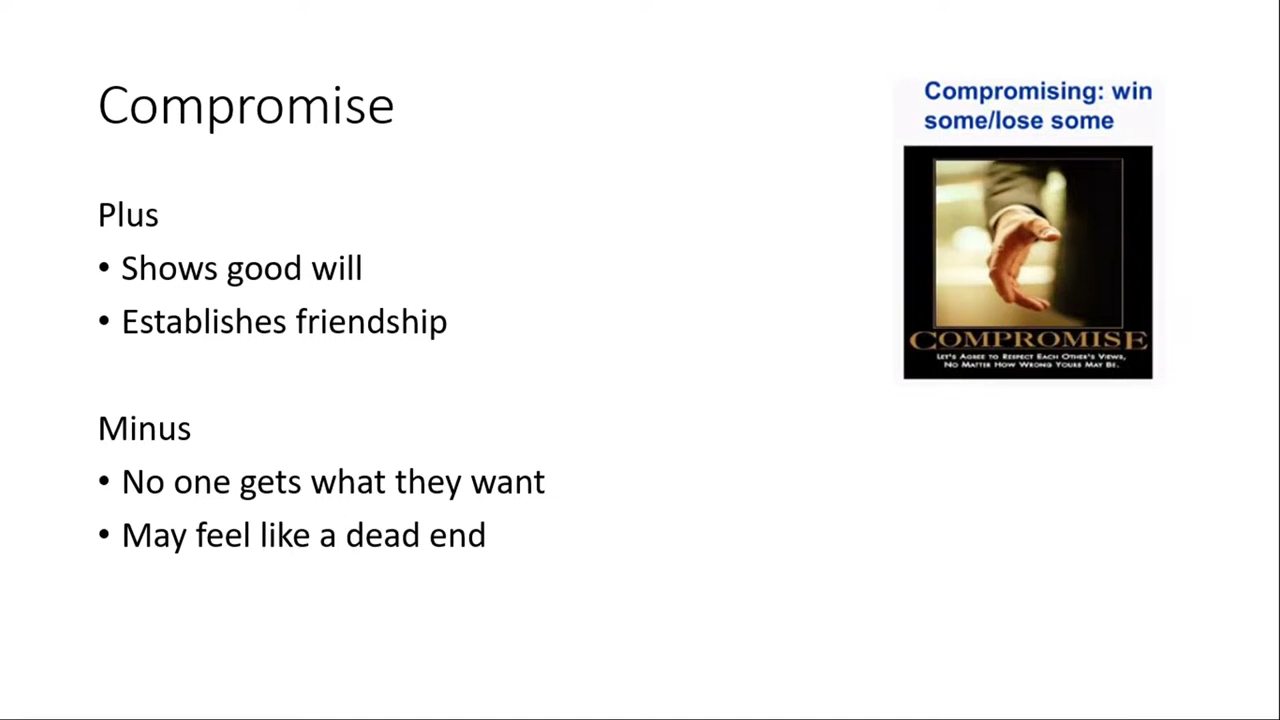 Compromise
Plus
• Shows good will
• Establishes friendship
Minus
• No one gets what they want
• May feel like a dead end
Compromising: win
some/lose some
COMPROMISE
LET'S AGREE TO RESPECT EACH OTHER'S VIEWS,
NO MATTER HOW WRONG YOURS MAY BE.